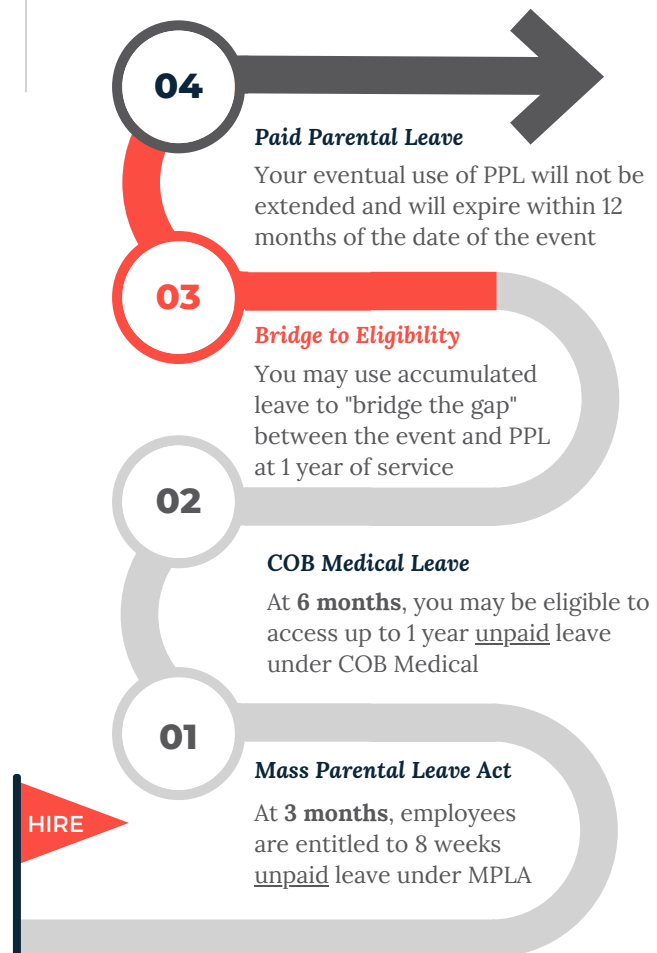 04
Paid Parental Leave
Your eventual use of PPL will not be
extended and will expire within 12
months of the date of the event
03
Bridge to Eligibility
You may use accumulated
leave to "bridge the gap"
between the event and PPL
at 1 year of service
02
COB Medical Leave
At 6 months, you may be eligible to
access up to 1 year unpaid leave
under COB Medical
01
Mass Parental Leave Act
At 3 months, employees
are entitled to 8 weeks
unpaid leave under MPLA
HIRE